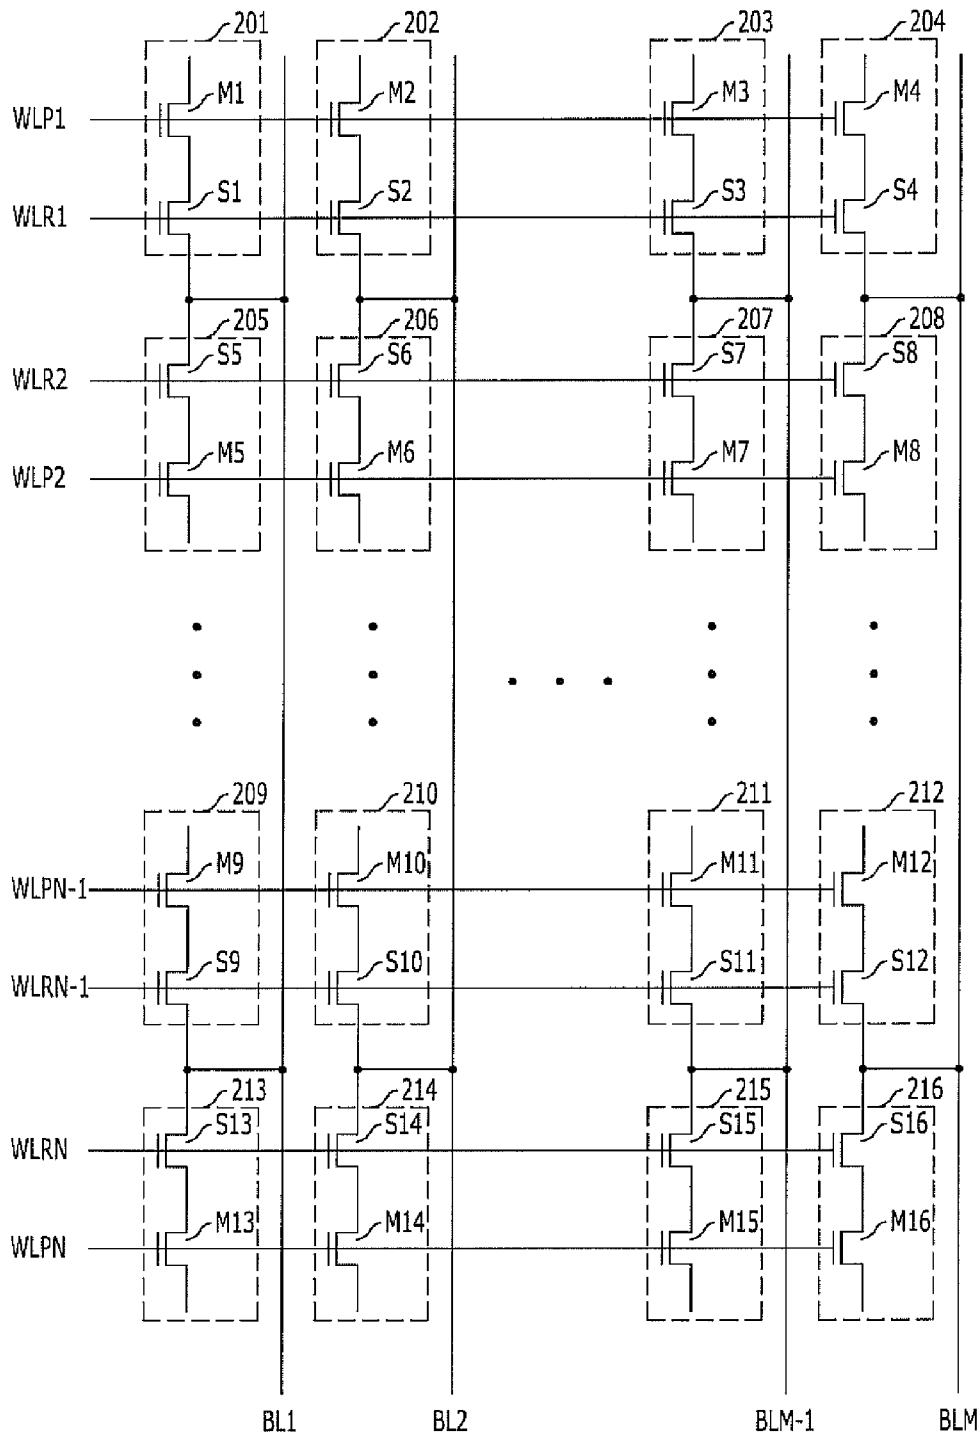 201 202 203 204
M1 M2 M3 M4
WLP1
S1 S2 S3 S4
WLR1
205 206 207 208
S5 S6 S7 S8
WLR2
M5 M6 M7 M8
WLP2
209 210 211 212
M9 M10 M11 M12
WLPN-1
S9 S10 S11 S12
WLRN-1
213 214 215 216
S13 S14 S15 S16
WLRN
M13 M14 M15 M16
WLPN
BL1 BL2 BLM-1 BLM